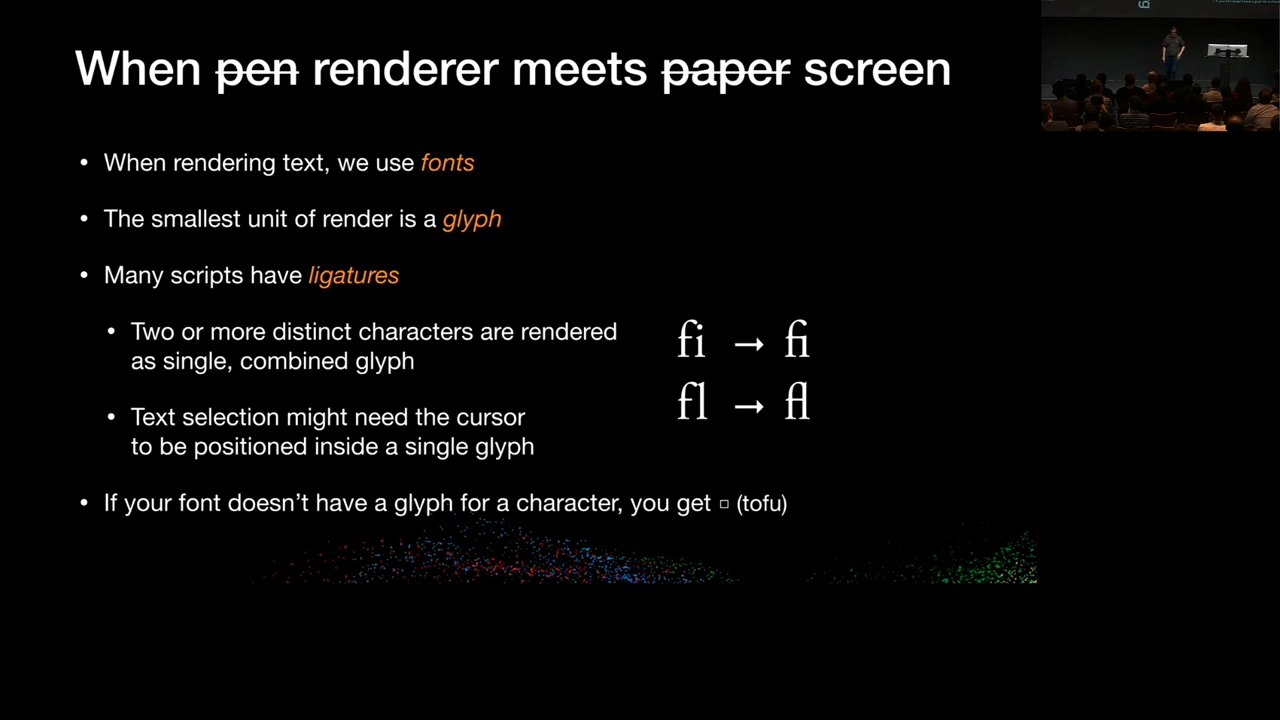 When pen renderer meets paper screen
• When rendering text, we use fonts
• The smallest unit of render is a glyph
• Many scripts have ligatures
• Two or more distinct characters are rendered
as single, combined glyph
fi → fi
fl → fl
• Text selection might need the cursor
to be positioned inside a single glyph
• If your font doesn’t have a glyph for a character, you get □ (tofu)